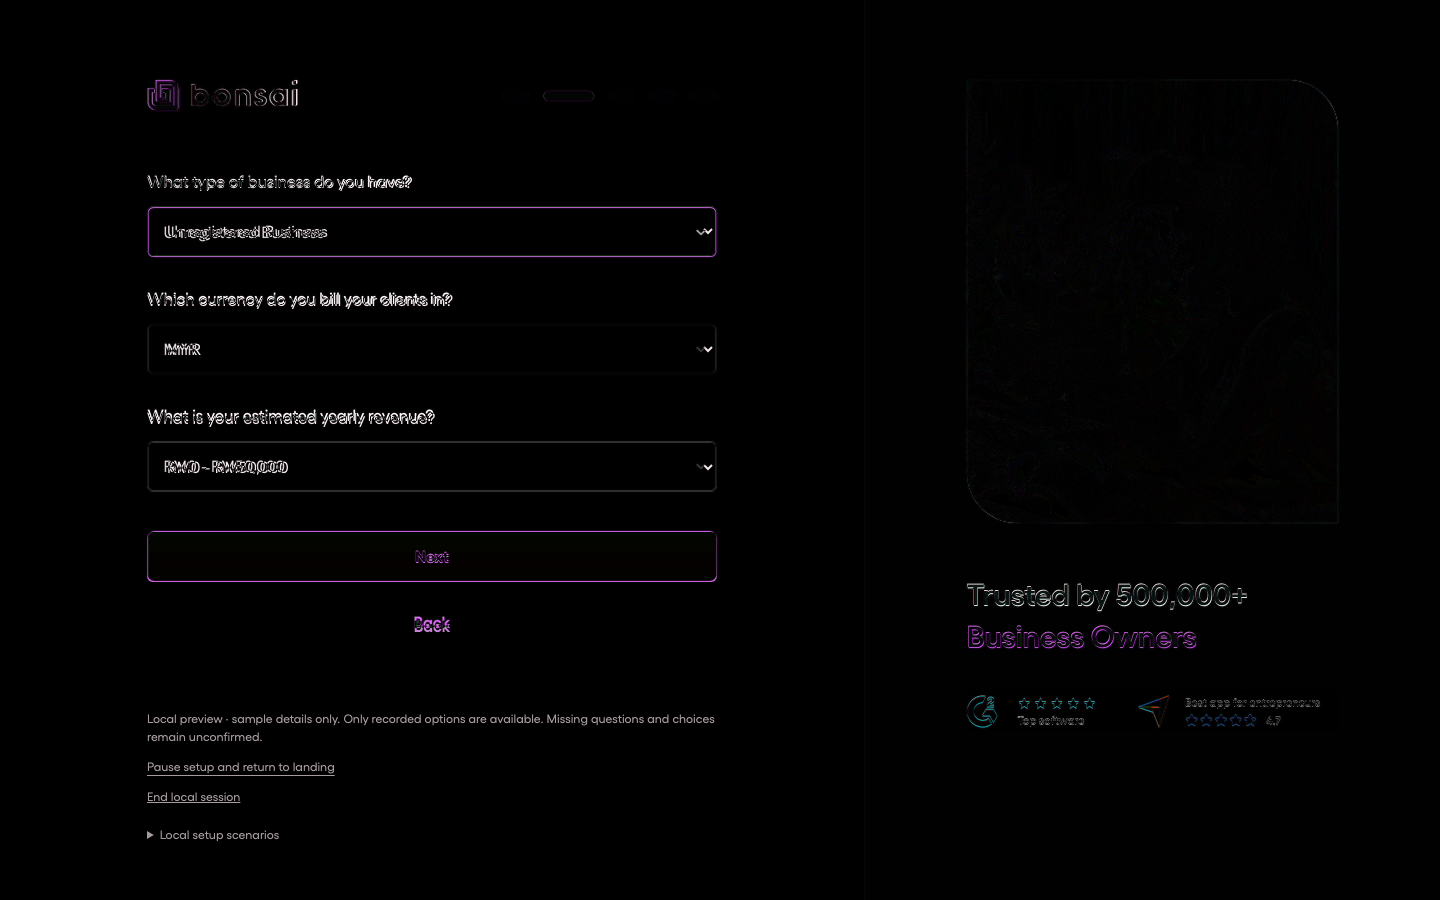 bonsai
What type of business do you have?
Unregistered Business
Which currency do you bill your clients in?
What is your estimated yearly revenue?
Next
Back
Local preview · sample details only. Only recorded options are available. Missing questions and choices
remain unconfirmed.
Pause setup and return to landing
End local session
Local setup scenarios
Trusted by 500,000+
Business Owners
G2
Top software
Best app for entrepreneurs
4.7